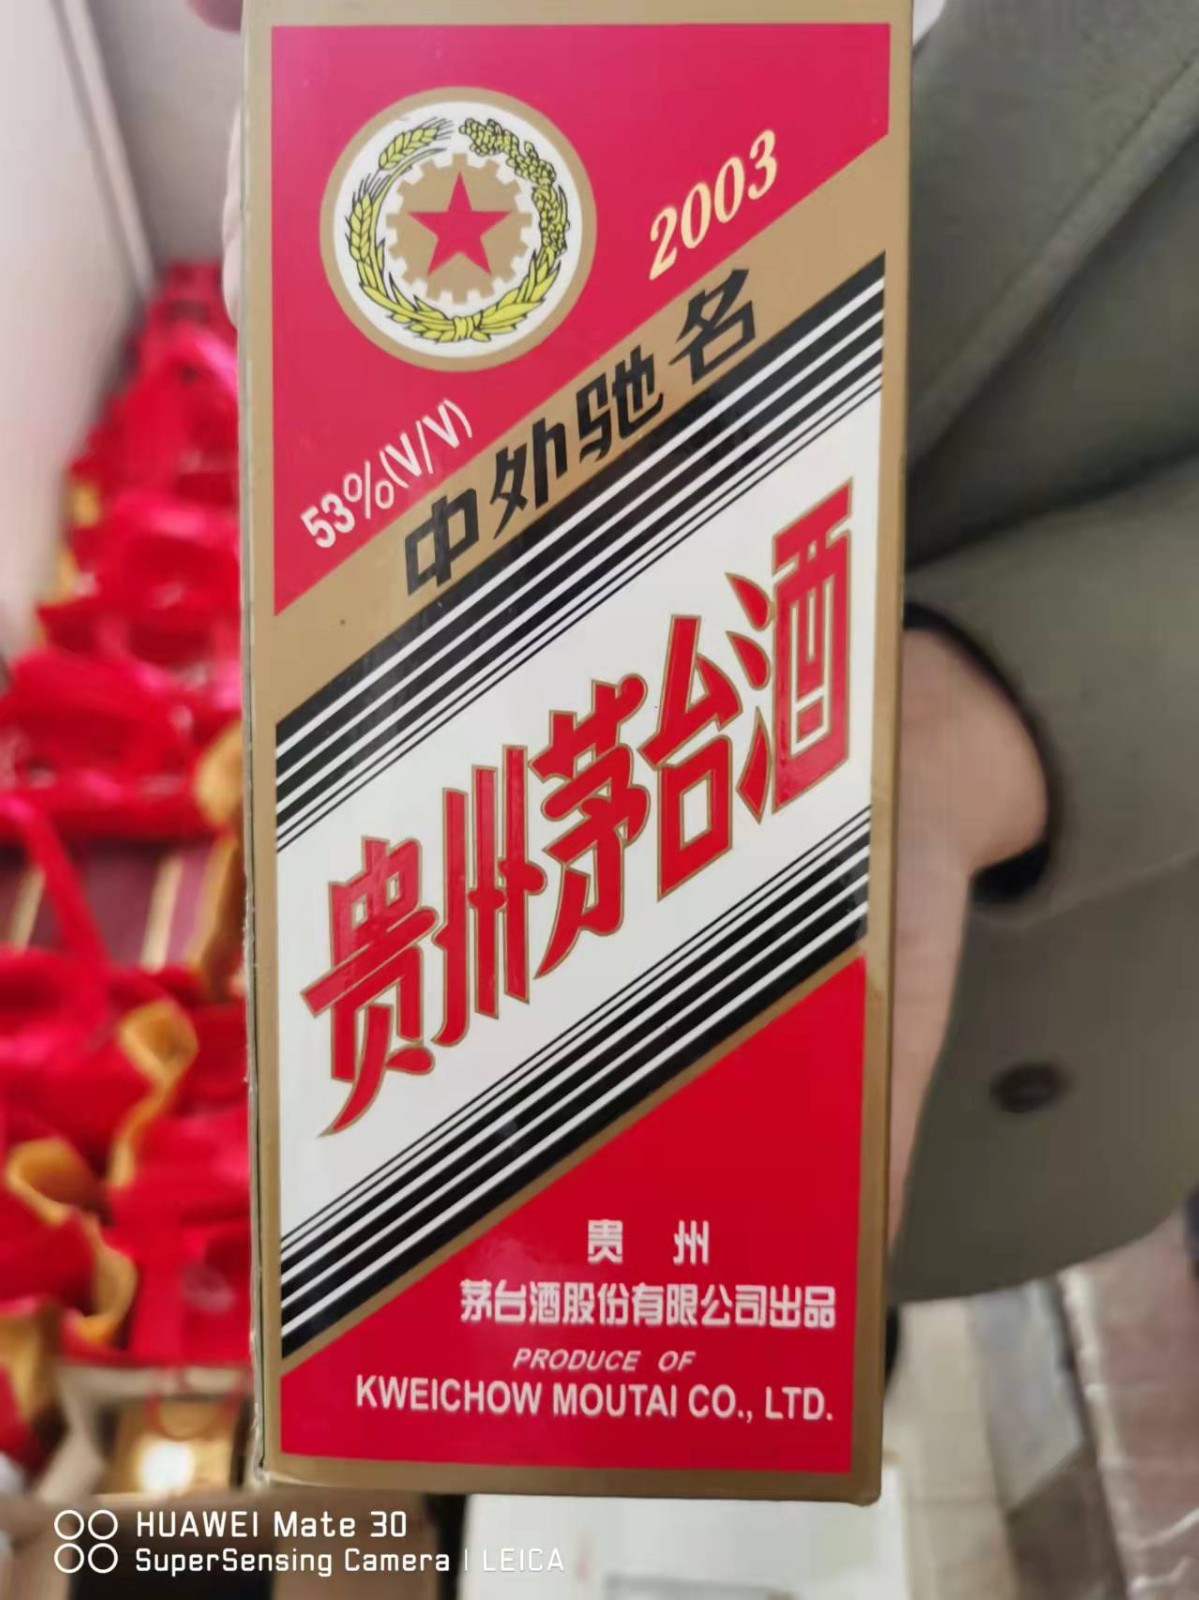 2003
53%(V/V)
中外驰名
贵州茅台酒
贵 州
茅台酒股份有限公司出品
PRODUCE OF
KWEICHOW MOUTAI CO., LTD.
HUAWEI Mate 30
SuperSensing Camera | LEICA